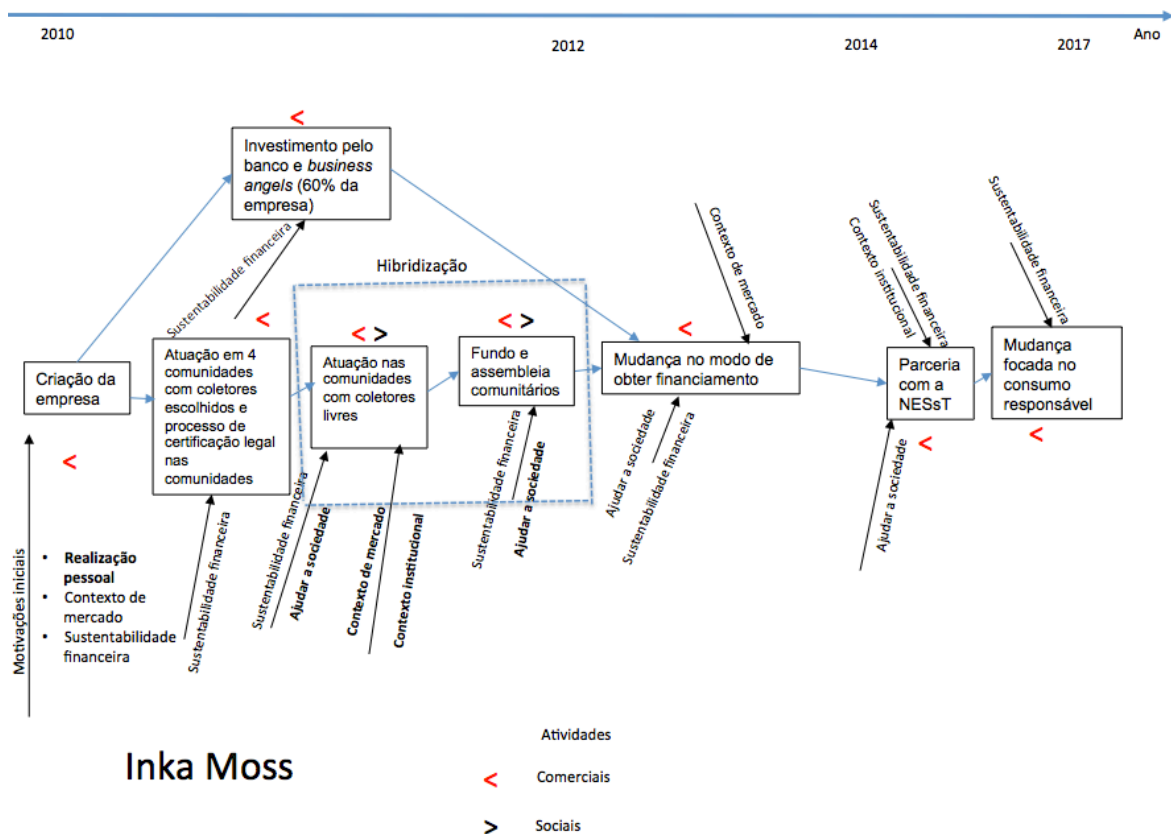 2010
2012
2014
2017
Ano
<
Investimento pelo
banco e business
angels (60% da
empresa)
Sustentabilidade financeira
Hibridização
Criação da
empresa
<
<
Atuação em 4
comunidades
com coletores
escolhidos e
processo de
certificação legal
nas
comunidades
Sustentabilidade financeira
< >
Atuação nas
comunidades
com coletores
livres
Sustentabilidade financeira
Ajudar a sociedade
Contexto de mercado
Contexto institucional
< >
Fundo e
assembleia
comunitários
Sustentabilidade financeira
Ajudar a sociedade
Contexto de mercado
<
Mudança no modo de
obter financiamento
Ajudar a sociedade
Sustentabilidade financeira
Sustentabilidade financeira
Contexto institucional
Parceria
com a
NESsT
<
Ajudar a sociedade
Sustentabilidade financeira
Mudança
focada no
consumo
responsável
<
Motivações iniciais
• Realização
pessoal
• Contexto de
mercado
• Sustentabilidade
financeira
Inka Moss
Atividades
< Comerciais
> Sociais